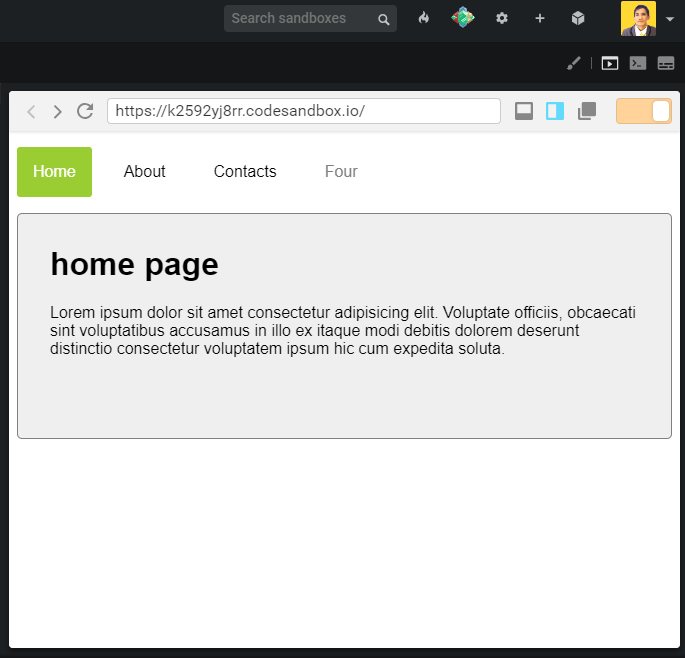 Search sandboxes
https://k2592yj8rr.codesandbox.io/
Home About Contacts Four
home page
Lorem ipsum dolor sit amet consectetur adipisicing elit. Voluptate officiis, obcaecati
sint voluptatibus accusamus in illo ex itaque modi debitis dolorem deserunt
distinctio consectetur voluptatem ipsum hic cum expedita soluta.